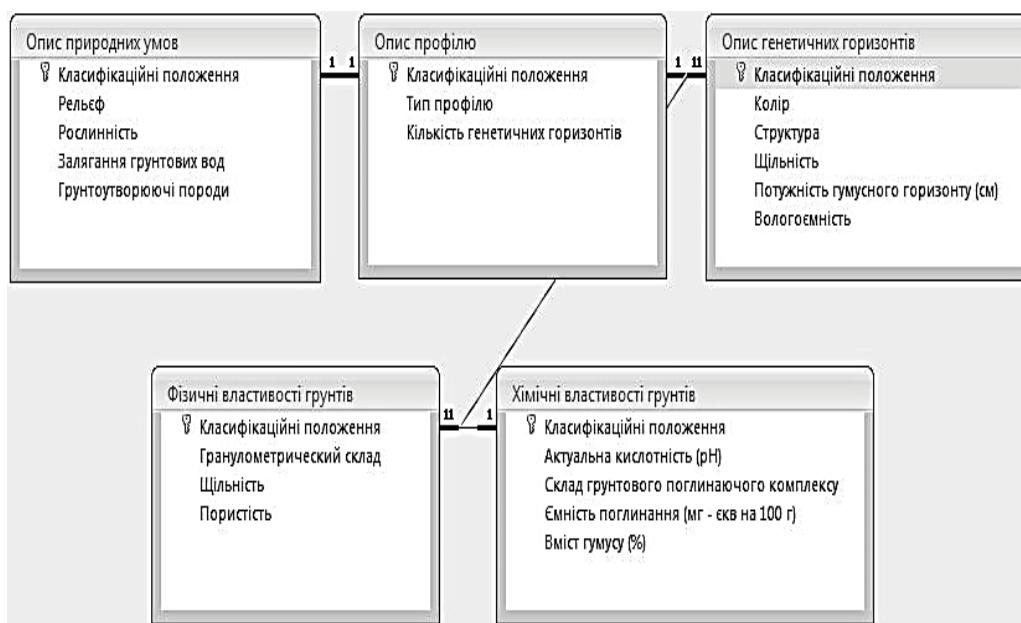 Опис природних умов
Класифікаційні положення
Рельєф
Рослинність
Залягання грунтових вод
Грунтоутворюючі породи
1 1
Опис профілю
Класифікаційні положення
Тип профілю
Кількість генетичних горизонтів
1 11
Опис генетичних горизонтів
Класифікаційні положення
Колір
Структура
Щільність
Потужність гумусного горизонту (см)
Вологоємність
Фізичні властивості грунтів
Класифікаційні положення
Гранулометрический склад
Щільність
Пористість
11 1
Хімічні властивості грунтів
Класифікаційні положення
Актуальна кислотність (рН)
Склад грунтового поглинаючого комплексу
Ємність поглинання (мг - екв на 100 г)
Вміст гумусу (%)